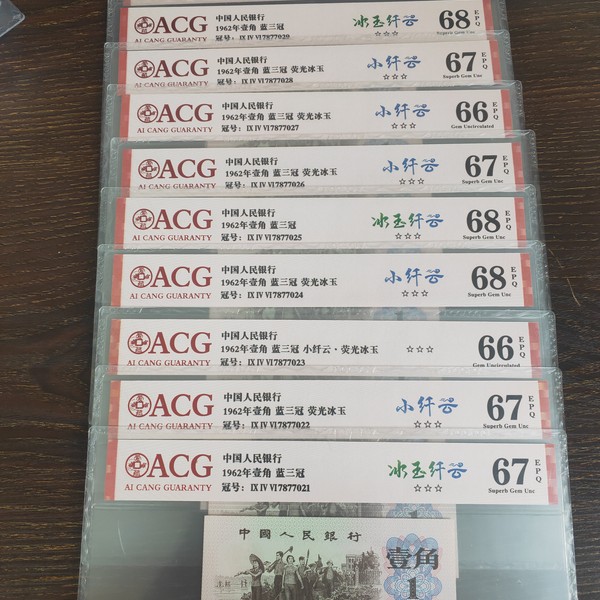 ACG
AI CANG GUARANTY
中国人民银行
1962年壹角 蓝三冠
冠号：IX IV VI7877029
冰玉纤云
☆☆☆
68 EPQ
ACG
AI CANG GUARANTY
中国人民银行
1962年壹角 蓝三冠 荧光冰玉
冠号：IX IV VI7877028
小纤云
☆☆☆
67 EPQ
Superb Gem Unc
ACG
AI CANG GUARANTY
中国人民银行
1962年壹角 蓝三冠 荧光冰玉
冠号：IX IV VI7877027
小纤云
☆☆☆
66 EPQ
Gem Uncirculated
ACG
AI CANG GUARANTY
中国人民银行
1962年壹角 蓝三冠 荧光冰玉
冠号：IX IV VI7877026
小纤云
☆☆☆
67 EPQ
Superb Gem Unc
ACG
AI CANG GUARANTY
中国人民银行
1962年壹角 蓝三冠
冠号：IX IV VI7877025
冰玉纤云
☆☆☆
68 EPQ
Superb Gem Unc
ACG
AI CANG GUARANTY
中国人民银行
1962年壹角 蓝三冠 荧光冰玉
冠号：IX IV VI7877024
小纤云
☆☆☆
68 EPQ
Superb Gem Unc
ACG
AI CANG GUARANTY
中国人民银行
1962年壹角 蓝三冠 小纤云·荧光冰玉 ☆☆☆
冠号：IX IV VI7877023
66 EPQ
Gem Uncirculated
ACG
AI CANG GUARANTY
中国人民银行
1962年壹角 蓝三冠 荧光冰玉
冠号：IX IV VI7877022
小纤云
☆☆☆
67 EPQ
Superb Gem Unc
ACG
AI CANG GUARANTY
中国人民银行
1962年壹角 蓝三冠
冠号：IX IV VI7877021
冰玉纤云
☆☆☆
67 EPQ
Superb Gem Unc
中國人民銀行
壹角
1